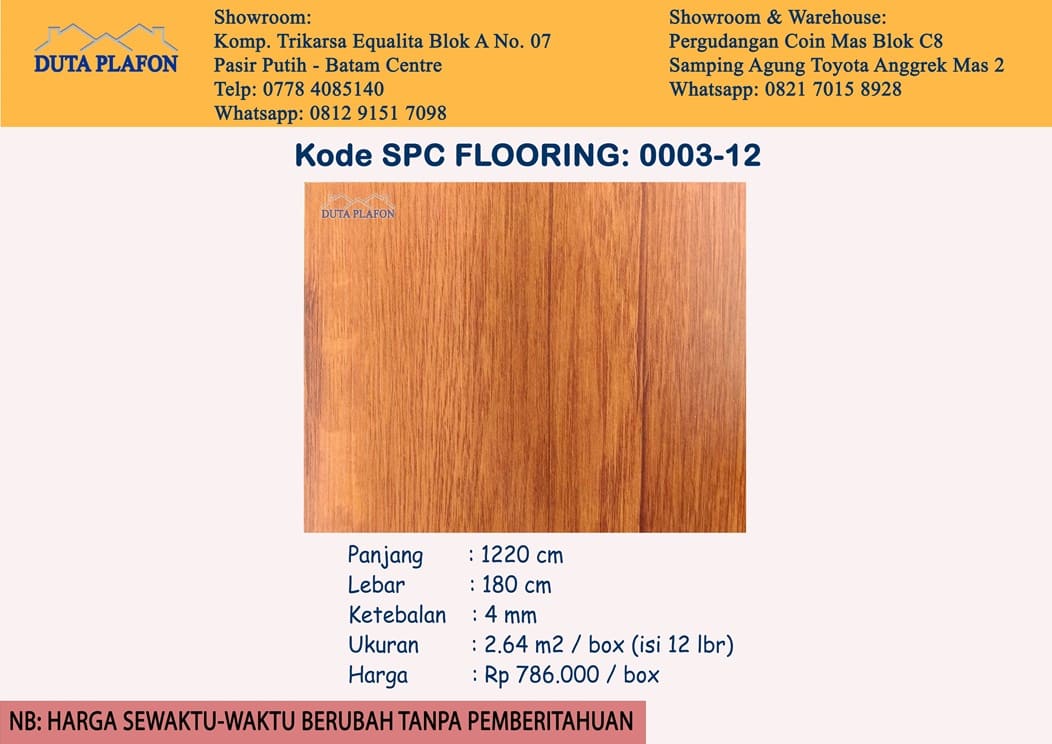 DUTA PLAFON
Showroom:
Komp. Trikarsa Equalita Blok A No. 07
Pasir Putih - Batam Centre
Telp: 0778 4085140
Whatsapp: 0812 9151 7098
Showroom & Warehouse:
Pergudangan Coin Mas Blok C8
Samping Agung Toyota Anggrek Mas 2
Whatsapp: 0821 7015 8928
Kode SPC FLOORING: 0003-12
DUTA PLAFON
Panjang : 1220 cm
Lebar : 180 cm
Ketebalan : 4 mm
Ukuran : 2.64 m2 / box (isi 12 lbr)
Harga : Rp 786.000 / box
NB: HARGA SEWAKTU-WAKTU BERUBAH TANPA PEMBERITAHUAN